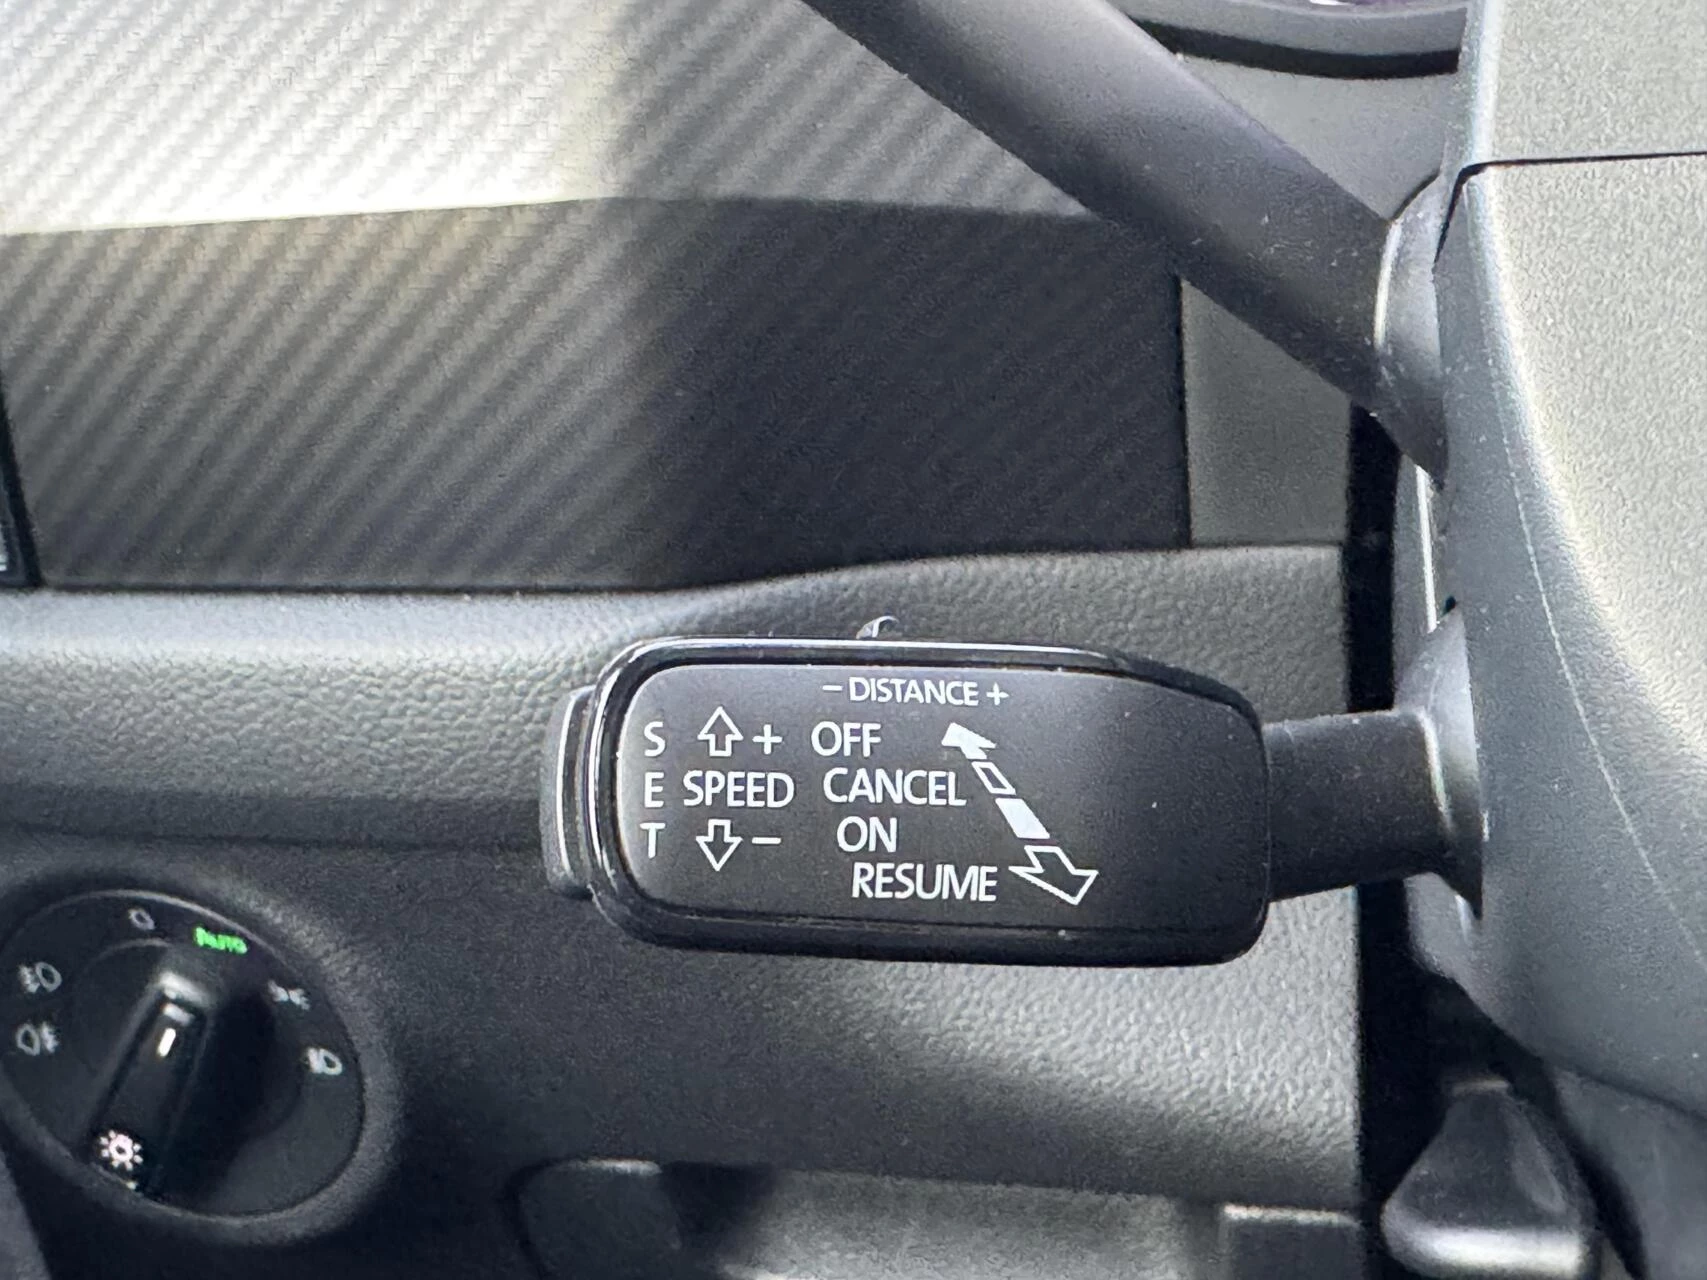 – DISTANCE +
S + OFF
E SPEED CANCEL
T – ON
RESUME
AUTO